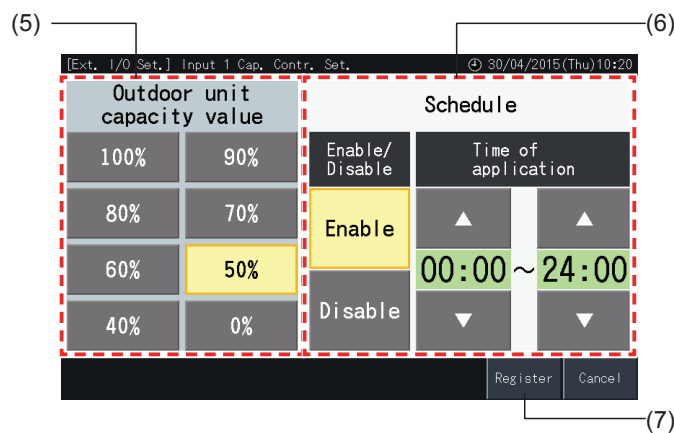 (5)
(6)
[Ext. I/O Set.] Input 1 Cap. Contr. Set.
30/04/2015(Thu)10:20
Outdoor unit
capacity value
100%
90%
80%
70%
60%
50%
40%
0%
Schedule
Enable/
Disable
Time of
application
Enable
Disable
00:00 ~ 24:00
Register
Cancel
(7)